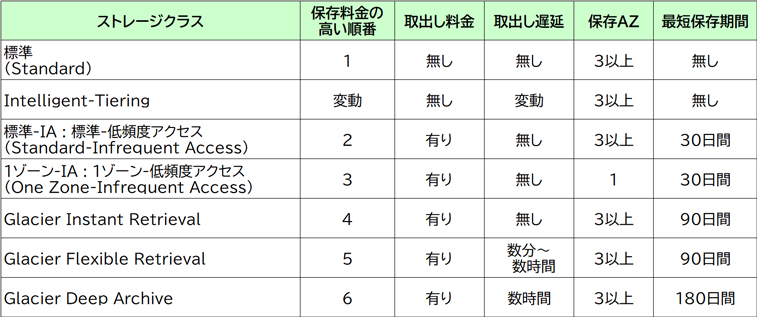 ストレージクラス 保存料金の高い順番 取出し料金 取出し遅延 保存AZ 最短保存期間
標準
(Standard) 1 無し 無し 3以上 無し
Intelligent-Tiering 変動 無し 変動 3以上 無し
標準-IA：標準-低頻度アクセス
(Standard-Infrequent Access) 2 有り 無し 3以上 30日間
1ゾーン-IA：1ゾーン-低頻度アクセス
(One Zone-Infrequent Access) 3 有り 無し 1 30日間
Glacier Instant Retrieval 4 有り 無し 3以上 90日間
Glacier Flexible Retrieval 5 有り 数分～数時間 3以上 90日間
Glacier Deep Archive 6 有り 数時間 3以上 180日間